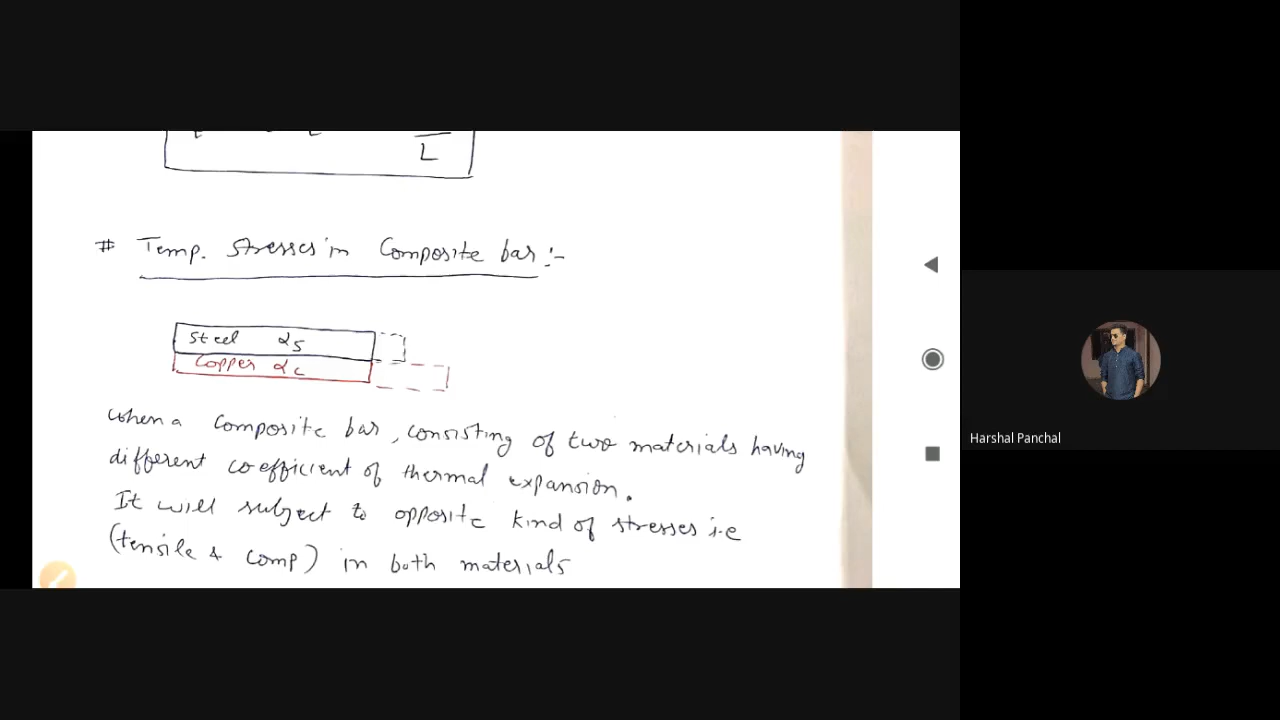 L
# Temp. Stresses in Composite bar :-
Steel αs
Copper αc
When a composite bar, consisting of two materials having
different coefficient of thermal expansion.
It will subject to opposite kind of stresses i.e
(tensile & comp) in both materials
Harshal Panchal